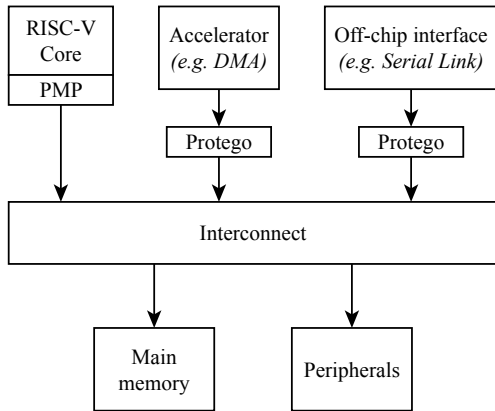 RISC-V
Core
PMP
Accelerator
(e.g. DMA)
Off-chip interface
(e.g. Serial Link)
Protego
Protego
Interconnect
Main
memory
Peripherals